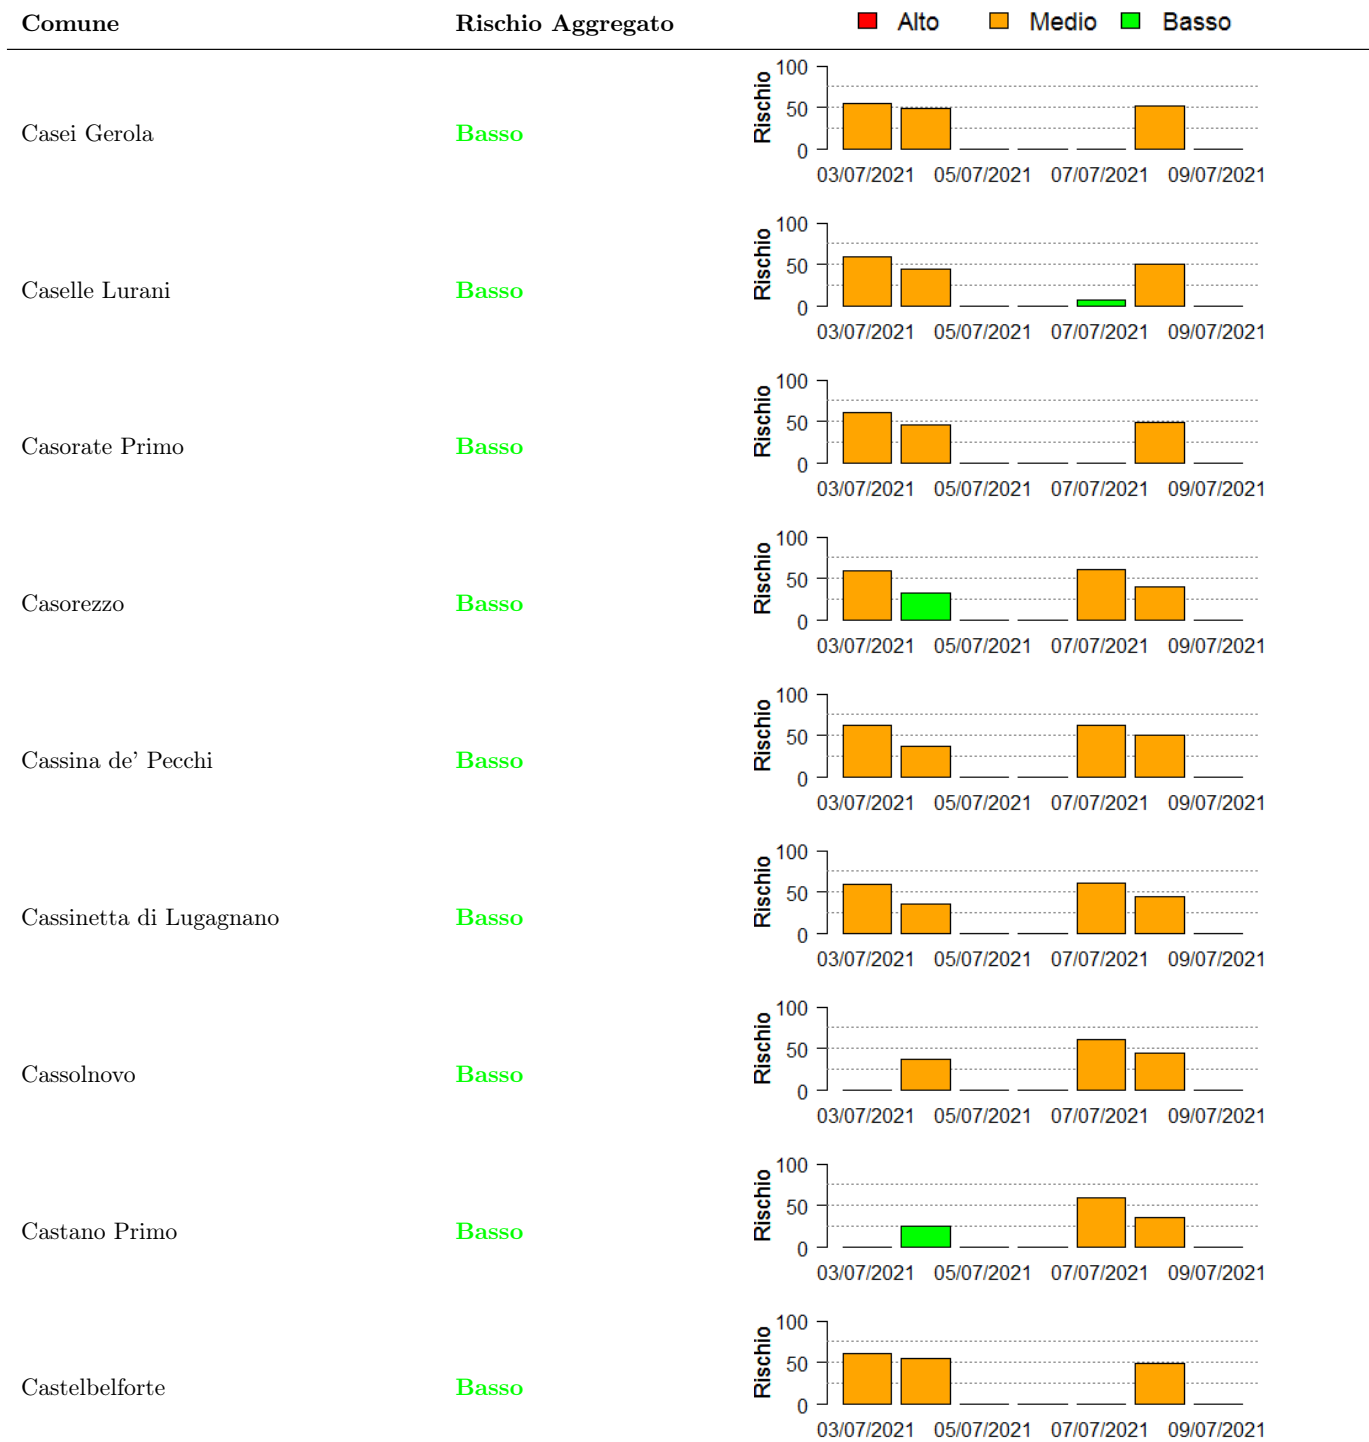 Comune Rischio Aggregato Alto Medio Basso
100
50
0
Rischio
Casei Gerola Basso
03/07/2021 05/07/2021 07/07/2021 09/07/2021
100
50
0
Rischio
Caselle Lurani Basso
03/07/2021 05/07/2021 07/07/2021 09/07/2021
100
50
0
Rischio
Casorate Primo Basso
03/07/2021 05/07/2021 07/07/2021 09/07/2021
100
50
0
Rischio
Casorezzo Basso
03/07/2021 05/07/2021 07/07/2021 09/07/2021
100
50
0
Rischio
Cassina de' Pecchi Basso
03/07/2021 05/07/2021 07/07/2021 09/07/2021
100
50
0
Rischio
Cassinetta di Lugagnano Basso
03/07/2021 05/07/2021 07/07/2021 09/07/2021
100
50
0
Rischio
Cassolnovo Basso
03/07/2021 05/07/2021 07/07/2021 09/07/2021
100
50
0
Rischio
Castano Primo Basso
03/07/2021 05/07/2021 07/07/2021 09/07/2021
100
50
0
Rischio
Castelbelforte Basso
03/07/2021 05/07/2021 07/07/2021 09/07/2021